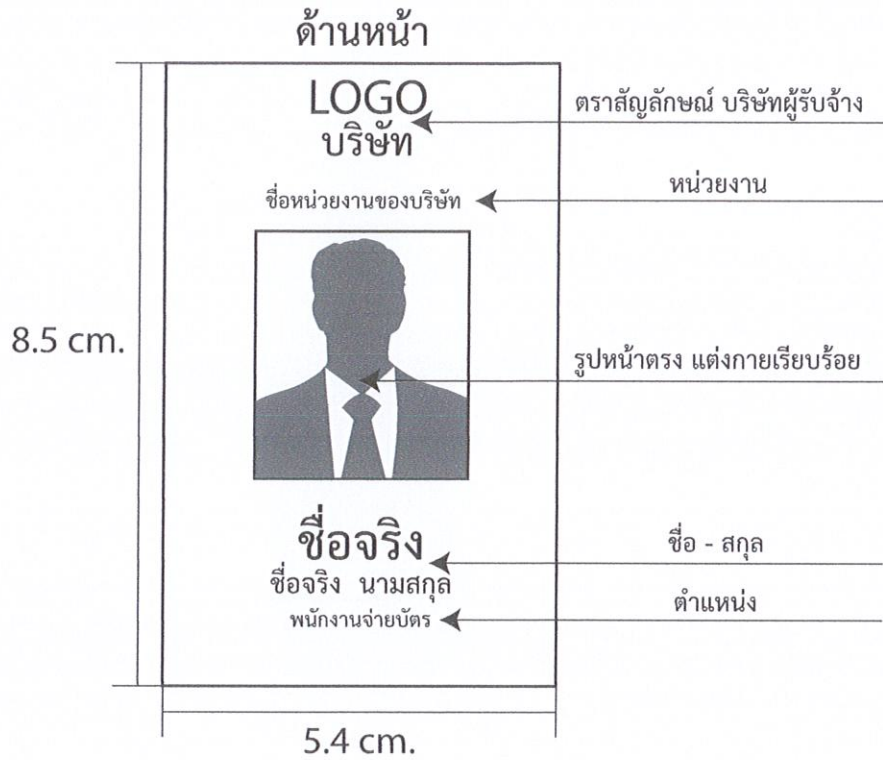 ด้านหน้า
LOGO
บริษัท
ตราสัญลักษณ์ บริษัทผู้รับจ้าง
ชื่อหน่วยงานของบริษัท
หน่วยงาน
8.5 cm.
รูปหน้าตรง แต่งกายเรียบร้อย
ชื่อจริง
ชื่อ - สกุล
ชื่อจริง นามสกุล
พนักงานจ่ายบัตร
ตำแหน่ง
5.4 cm.